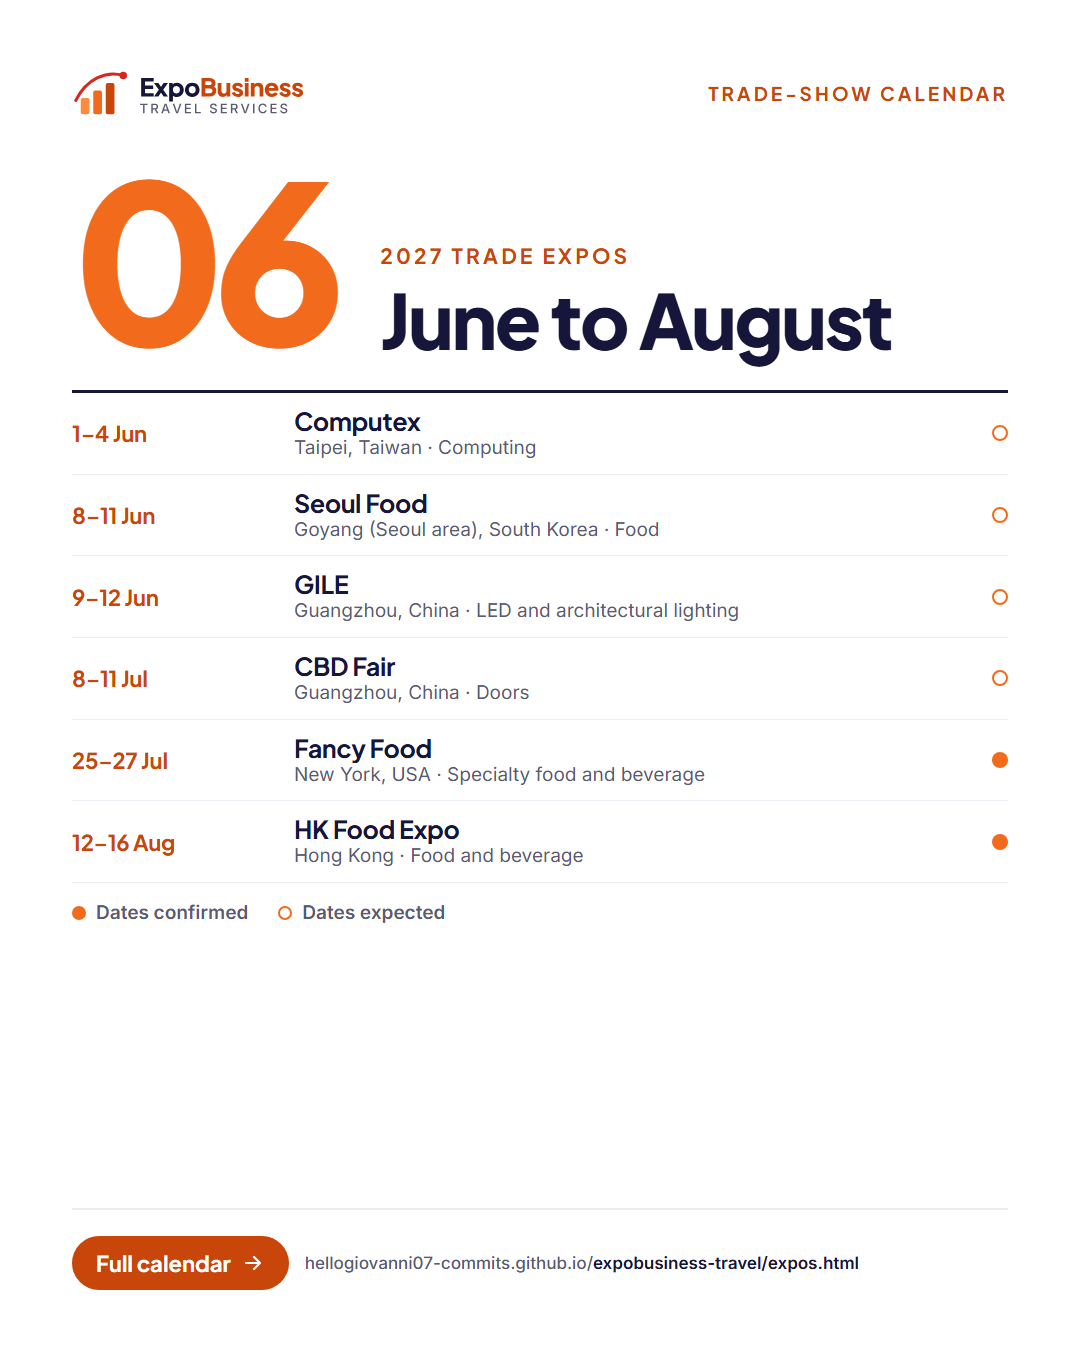 ExpoBusiness
TRAVEL SERVICES
TRADE–SHOW CALENDAR
06
2027 TRADE EXPOS
June to August
1–4 Jun
Computex
Taipei, Taiwan · Computing
8–11 Jun
Seoul Food
Goyang (Seoul area), South Korea · Food
9–12 Jun
GILE
Guangzhou, China · LED and architectural lighting
8–11 Jul
CBD Fair
Guangzhou, China · Doors
25–27 Jul
Fancy Food
New York, USA · Specialty food and beverage
12–16 Aug
HK Food Expo
Hong Kong · Food and beverage
Dates confirmed Dates expected
Full calendar → hellogiovanni07-commits.github.io/expobusiness-travel/expos.html